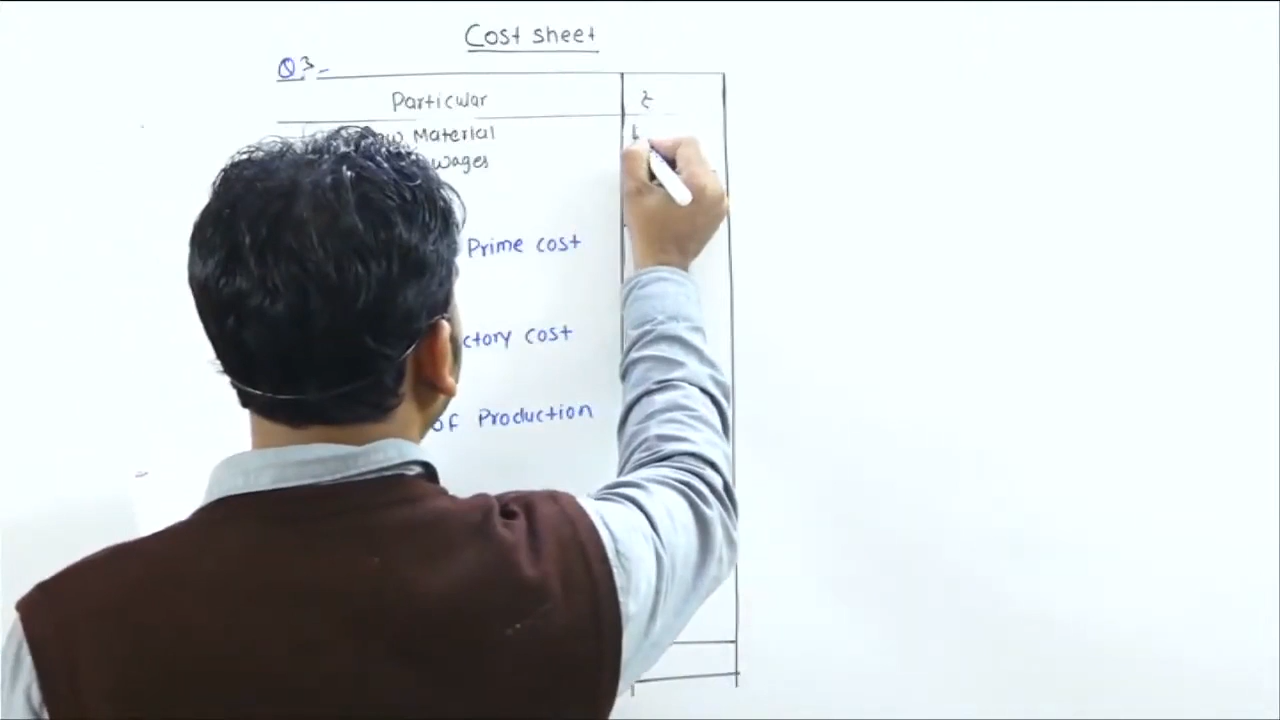 Cost sheet
Q3-
Particular ₹
Material
wages
Prime cost
ctory cost
of Production